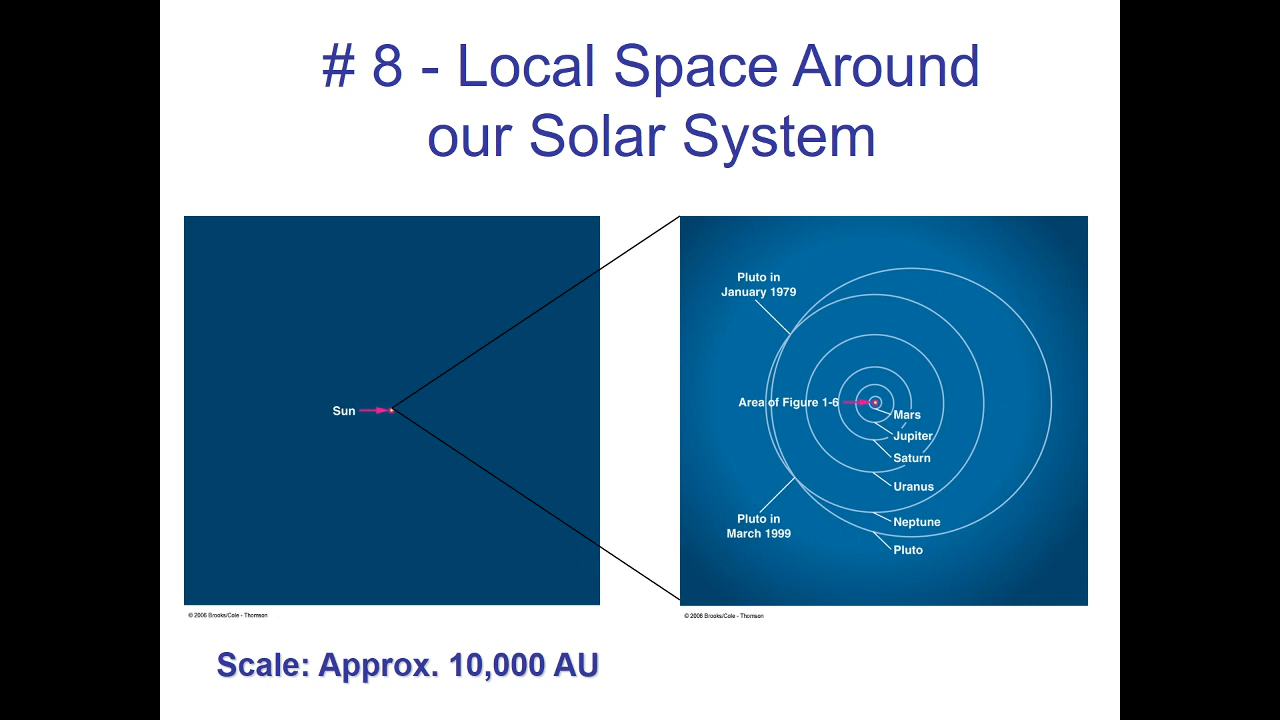 # 8 - Local Space Around
our Solar System
Sun
Pluto in
January 1979
Area of Figure 1-6
Mars
Jupiter
Saturn
Uranus
Neptune
Pluto
Pluto in
March 1999
© 2006 Brooks/Cole - Thomson
© 2006 Brooks/Cole - Thomson
Scale: Approx. 10,000 AU